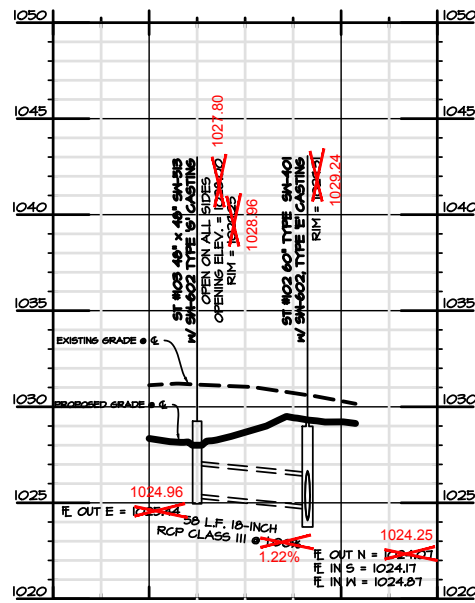 1050
1050
1045
1045
1040
1040
1035
1035
1030
1030
1025
1025
1020
1020
ST #103 48" x 48" SW-513
W/ SW-602 TYPE 'G' CASTING
OPEN ON ALL SIDES
OPENING ELEV. =
1027.80
RIM =
1028.96
ST #102 60" TYPE SW-401
W/ SW-602, TYPE 'E' CASTING
RIM =
1029.24
EXISTING GRADE @ ℄
PROPOSED GRADE @ ℄
1024.96
FL OUT E =
58 L.F. 18-INCH
RCP CLASS III @
1.22%
1024.25
FL OUT N =
FL IN S = 1024.17
FL IN W = 1024.87